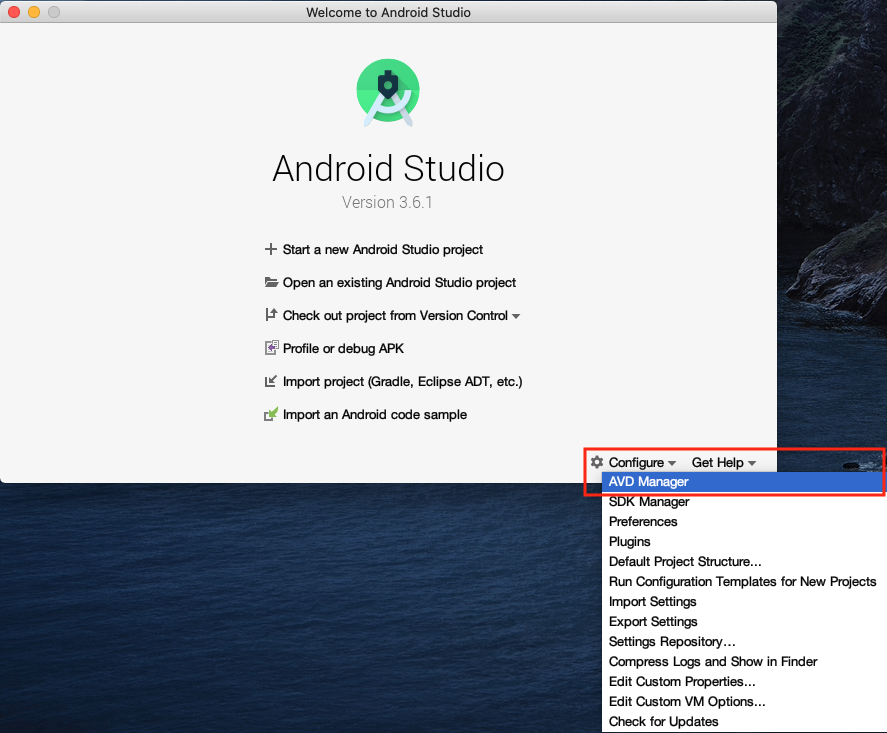 Welcome to Android Studio
Android Studio
Version 3.6.1
Start a new Android Studio project
Open an existing Android Studio project
Check out project from Version Control
Profile or debug APK
Import project (Gradle, Eclipse ADT, etc.)
Import an Android code sample
Configure Get Help
AVD Manager
SDK Manager
Preferences
Plugins
Default Project Structure...
Run Configuration Templates for New Projects
Import Settings
Export Settings
Settings Repository…
Compress Logs and Show in Finder
Edit Custom Properties...
Edit Custom VM Options...
Check for Updates